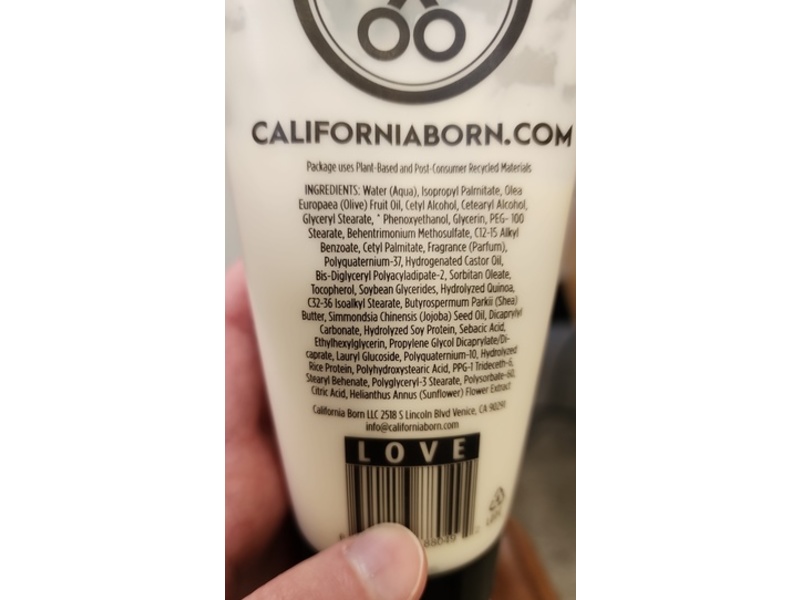 CALIFORNIABORN.COM
Package uses Plant-Based and Post-Consumer Recycled Materials
INGREDIENTS: Water (Aqua), Isopropyl Palmitate, Olea
Europaea (Olive) Fruit Oil, Cetyl Alcohol, Cetearyl Alcohol,
Glyceryl Stearate, * Phenoxyethanol, Glycerin, PEG- 100
Stearate, Behentrimonium Methosulfate, C12-15 Alkyl
Benzoate, Cetyl Palmitate, Fragrance (Parfum),
Polyquaternium-37, Hydrogenated Castor Oil,
Bis-Diglyceryl Polyacyladipate-2, Sorbitan Oleate,
Tocopherol, Soybean Glycerides, Hydrolyzed Quinoa,
C32-36 Isoalkyl Stearate, Butyrospermum Parkii (Shea)
Butter, Simmondsia Chinensis (Jojoba) Seed Oil, Dicaprylyl
Carbonate, Hydrolyzed Soy Protein, Sebacic Acid,
Ethylhexylglycerin, Propylene Glycol Dicaprylate/Di-
caprate, Lauryl Glucoside, Polyquaternium-10, Hydrolyzed
Rice Protein, Polyhydroxystearic Acid, PPG-1 Trideceth-6,
Stearyl Behenate, Polyglyceryl-3 Stearate, Polysorbate-60,
Citric Acid, Helianthus Annus (Sunflower) Flower Extract
California Born LLC 2518 S Lincoln Blvd Venice, CA 90291
info@californiaborn.com
LOVE